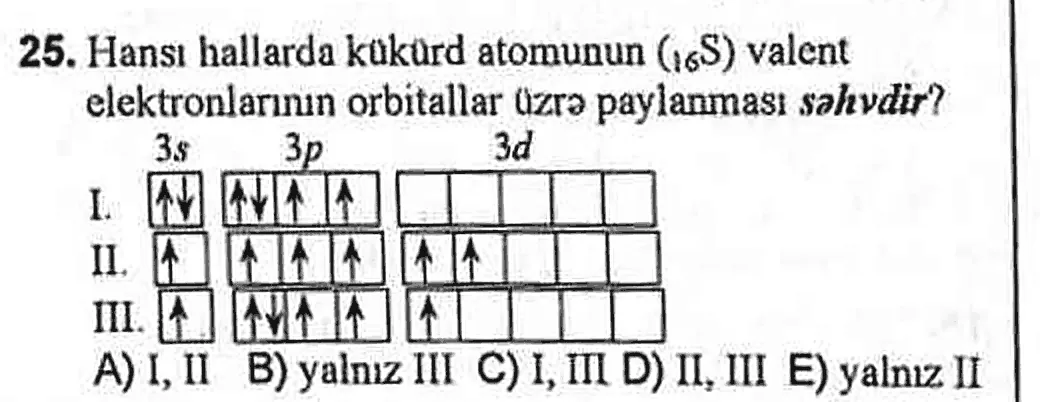 25. Hansı hallarda kükürd atomunun (₁₆S) valent
elektronlarının orbitallar üzrə paylanması səhvdir?
3s 3p 3d
I. ↑↓ ↑↓ ↑ ↑
II. ↑ ↑ ↑ ↑ ↑ ↑
III. ↑ ↑↓ ↑ ↑ ↑
A) I, II B) yalnız III C) I, III D) II, III E) yalnız II